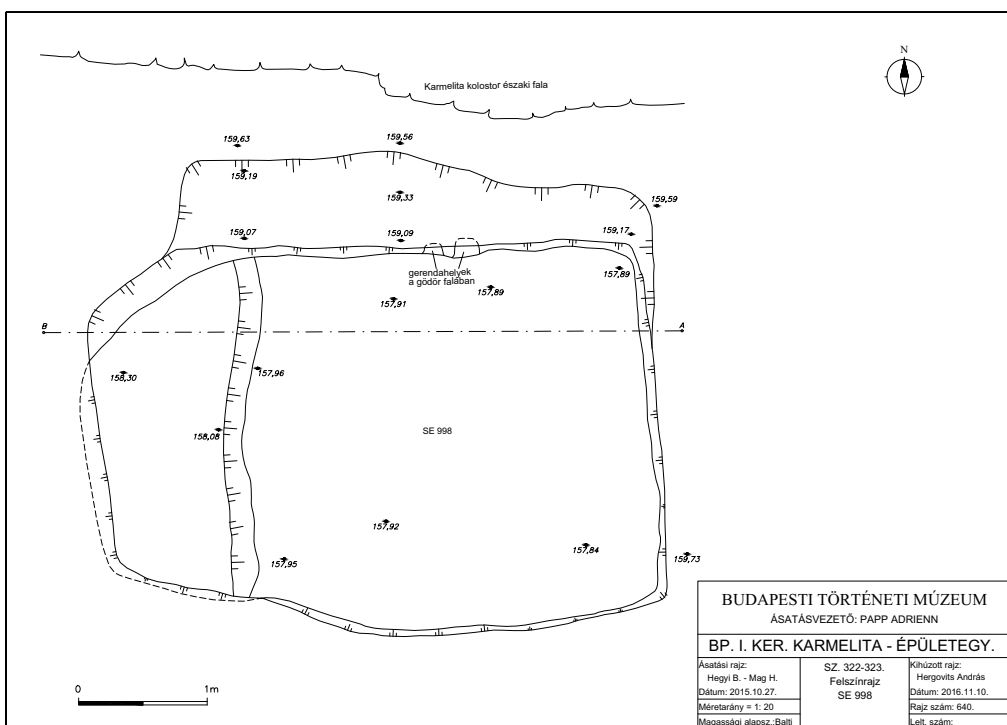 N
Karmelita kolostor északi fala
159,63
159,56
159,19
159,33
159,59
159,07
159,09
159,17
gerendahelyek
a gödör falában
157,89
157,89
157,91
B
A
158,30
157,96
158,08
SE 998
157,92
157,84
157,95
159,73
0
1m
BUDAPESTI TÖRTÉNETI MÚZEUM
ÁSATÁSVEZETŐ: PAPP ADRIENN
BP. I. KER. KARMELITA - ÉPÜLETEGY.
Ásatási rajz:
Hegyi B. - Mag H.
Dátum: 2015.10.27.
Méretarány = 1: 20
Magassági alapsz.:Balti
SZ. 322-323.
Felszínrajz
SE 998
Kihúzott rajz:
Hergovits András
Dátum: 2016.11.10.
Rajz szám: 640.
Lelt. szám: